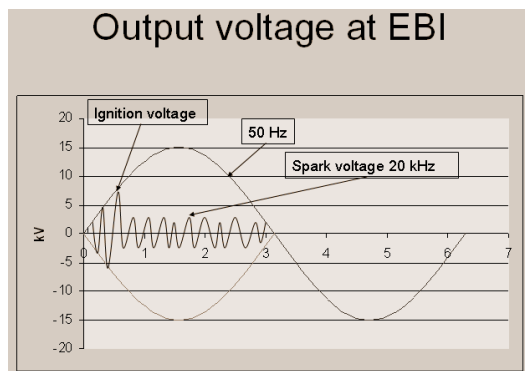 Output voltage at EBI
20
Ignition voltage
15
50 Hz
10
Spark voltage 20 kHz
5
kV
0
0 1 2 3 4 5 6 7
-5
-10
-15
-20